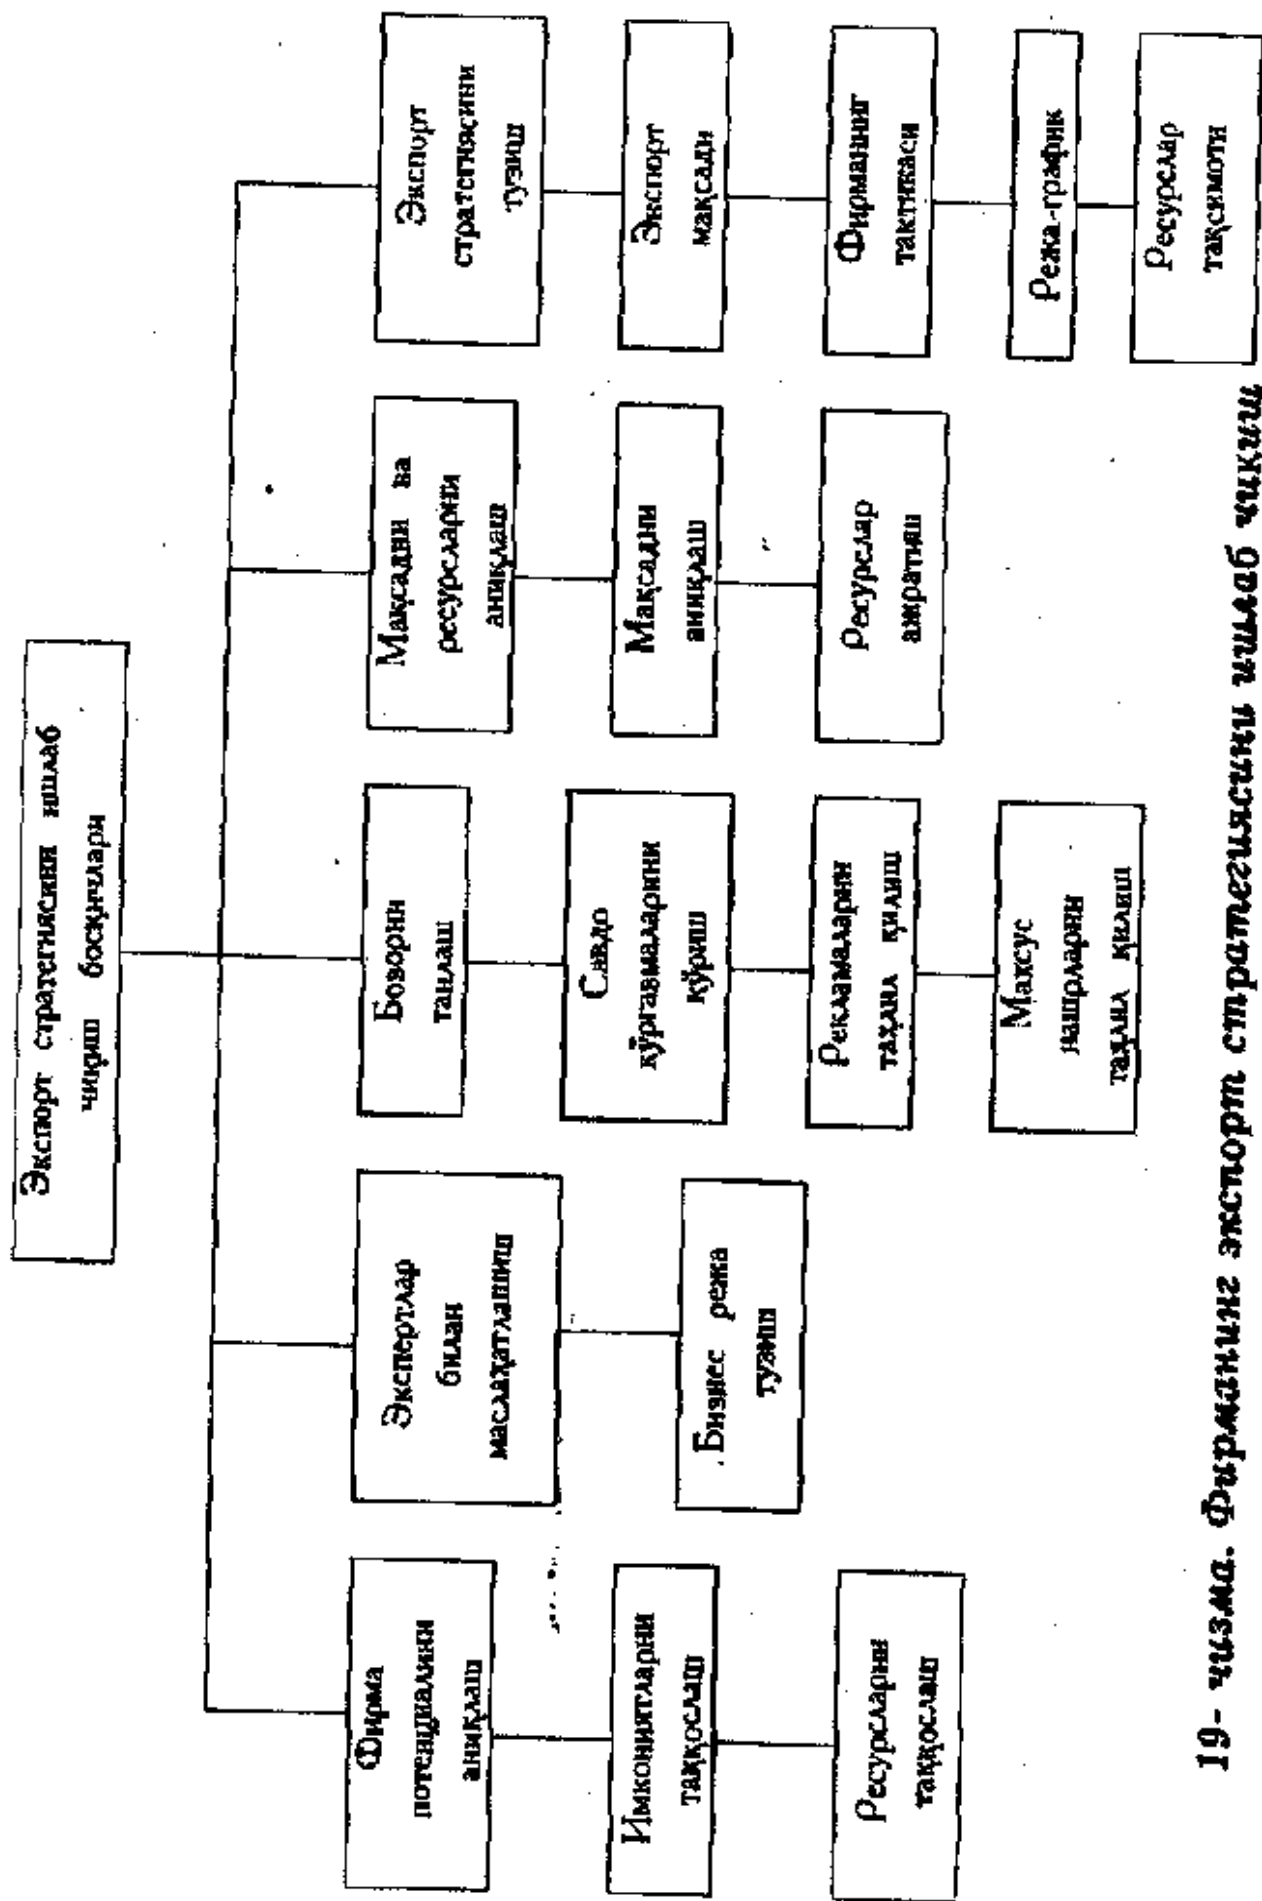 Экспорт стратегиясини ишлаб
чиқиш босқичлари
Фирма
потенциалини
аниқлаш
Имкониятларни
таққослаш
Ресурсларни
таққослаш
Экспертлар
билан
маслаҳатлашиш
Бизнес режа
тузиш
Бозорни
танлаш
Савдо
кўргазмаларини
кўриш
Рекламаларни
таҳлил қилиш
Махсус
нашрларни
таҳлил қилиш
Мақсадни ва
ресурсларни
аниқлаш
Мақсадни
аниқлаш
Ресурслар
ажратиш
Экспорт
стратегиясини
тузиш
Экспорт
мақсади
Фирманинг
тактикаси
Режа-график
Ресурслар
тақсимоти
19- чизма. Фирманинг экспорт стратегиясини ишлаб чиқиш